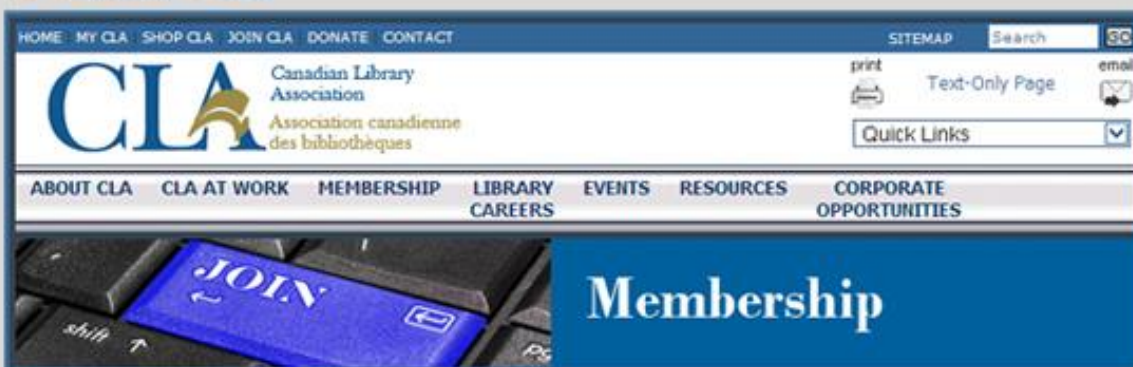 HOME MY CLA SHOP CLA JOIN CLA DONATE CONTACT SITEMAP Search GO
CLA Canadian Library
Association
Association canadienne
des bibliothèques
print Text-Only Page email
Quick Links
ABOUT CLA CLA AT WORK MEMBERSHIP LIBRARY CAREERS EVENTS RESOURCES CORPORATE OPPORTUNITIES
JOIN
shift
pg
Membership